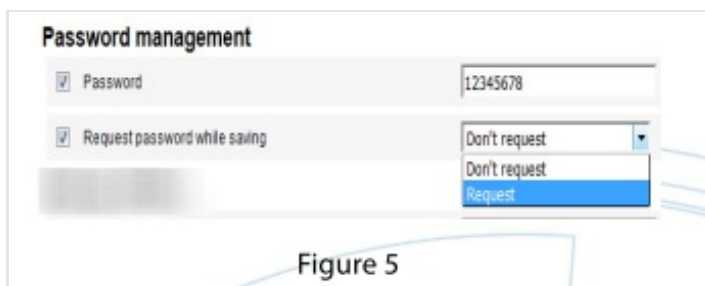 Password management
Password
12345678
Request password while saving
Don't request
Don't request
Request
Figure 5